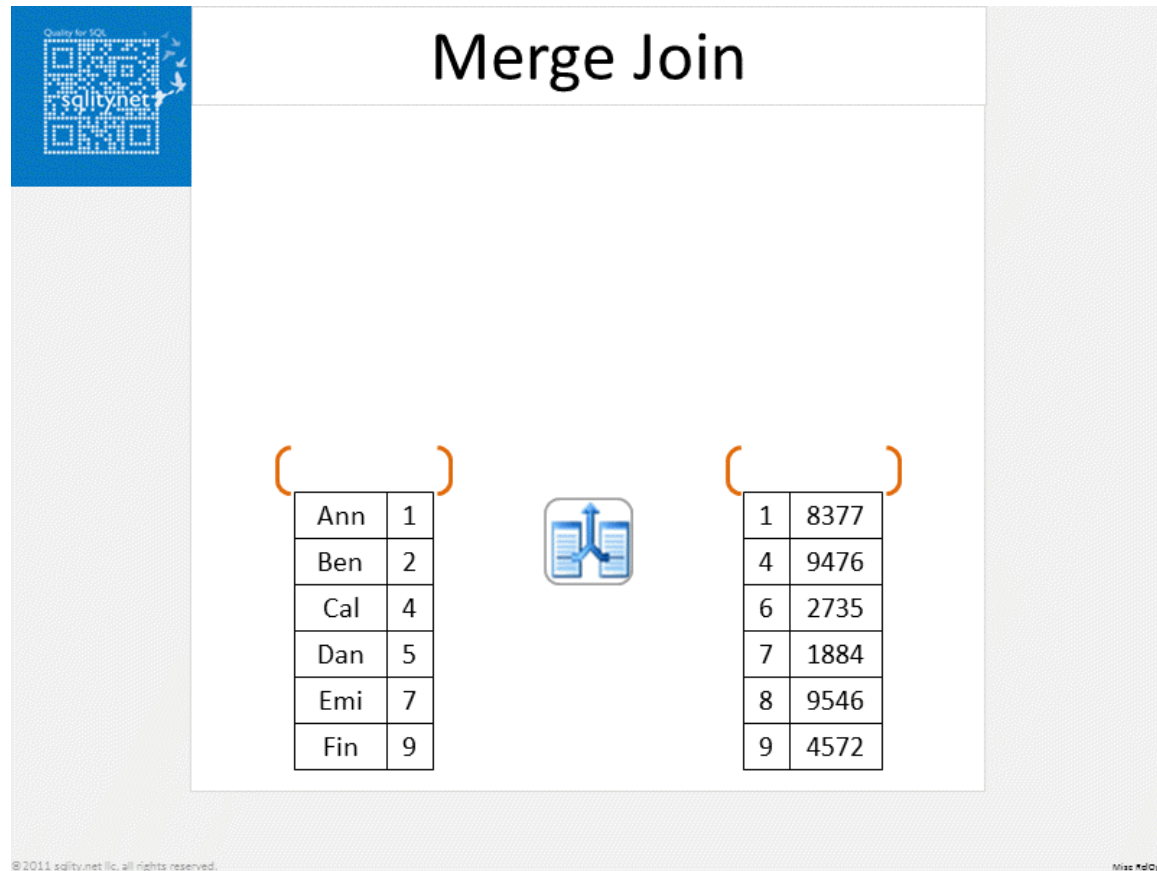 Quality for SQL
sqlity.net
Merge Join
Ann 1
Ben 2
Cal 4
Dan 5
Emi 7
Fin 9
1 8377
4 9476
6 2735
7 1884
8 9546
9 4572
©2011 sqlity.net llc. all rights reserved.
Misc RelOp